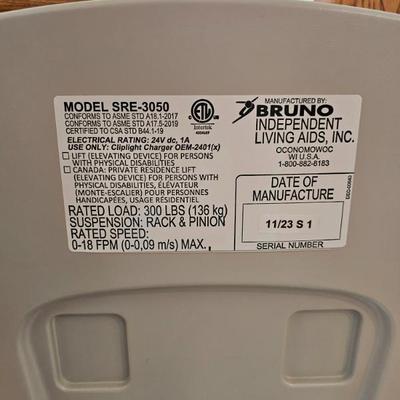 MODEL SRE-3050
CONFORMS TO ASME STD A18.1-2017
CONFORMS TO ASME STD A17.5-2019
CERTIFIED TO CSA STD B44.1-19
ELECTRICAL RATING: 24V dc, 1A
USE ONLY: Cliplight Charger OEM-2401(x)
LIFT (ELEVATING DEVICE) FOR PERSONS
WITH PHYSICAL DISABILITIES
CANADA: PRIVATE RESIDENCE LIFT
(ELEVATING DEVICE) FOR PERSONS WITH
PHYSICAL DISABILITIES, ÉLÉVATEUR
(MONTE-ESCALIER) POUR PERSONNES
HANDICAPÉES PHYSIQUES
RATED LOAD: 300 LBS (136 kg)
SUSPENSION: RACK & PINION
RATED SPEED:
0-18 FPM (0-0,09 m/s) MAX.
ETL
Intertek
MANUFACTURED BY:
BRUNO
INDEPENDENT
LIVING AIDS, INC.
OCONOMOWOC
WI U.S.A.
1-800-882-8183
DATE OF
MANUFACTURE
11/23 S 1
SERIAL NUMBER